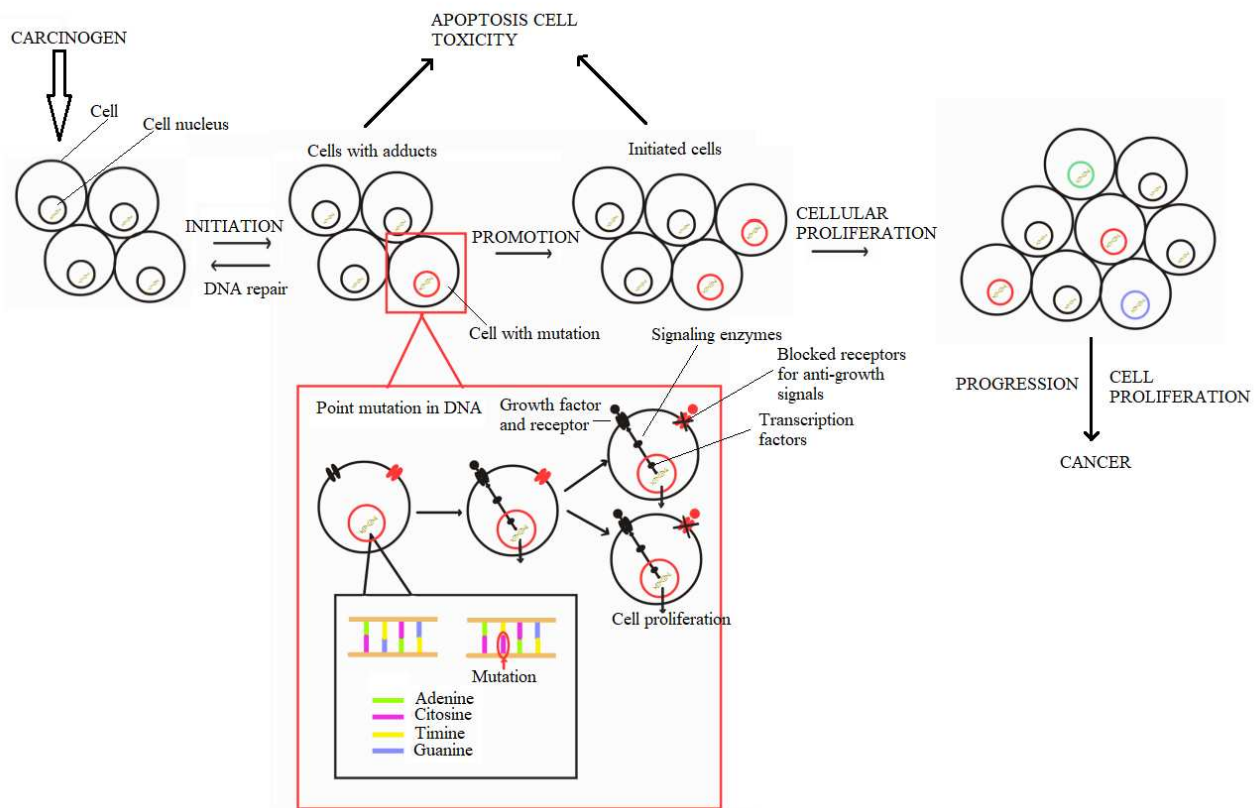 APOPTOSIS CELL
TOXICITY
CARCINOGEN
Cell
Cell nucleus
Cells with adducts
Initiated cells
INITIATION
DNA repair
PROMOTION
CELLULAR
PROLIFERATION
Cell with mutation
Signaling enzymes
Blocked receptors
for anti-growth
signals
Point mutation in DNA
Growth factor
and receptor
Transcription
factors
PROGRESSION
CELL
PROLIFERATION
CANCER
Cell proliferation
Mutation
Adenine
Citosine
Timine
Guanine